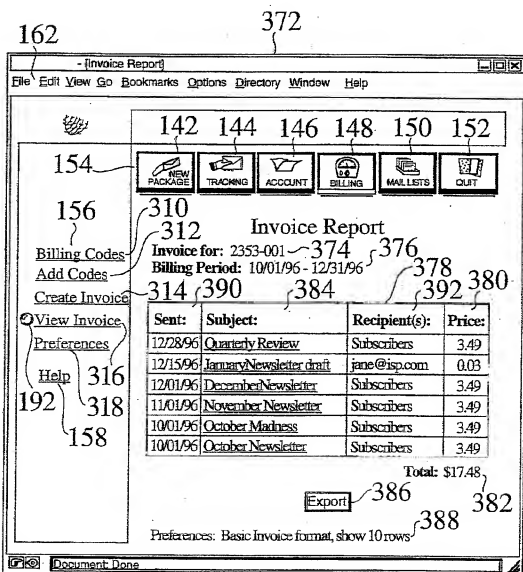 372
162
- [Invoice Report]
File Edit View Go Bookmarks Options Directory Window Help
142 144 146 148 150 152
154
NEW PACKAGE
TRACKING
ACCOUNT
BILLING
MAIL LISTS
QUIT
156
310
312
Billing Codes
Add Codes
Create Invoice
314
View Invoice
Preferences
316
Help
318
192
158
Invoice Report
Invoice for: 2353-001
374
376
Billing Period: 10/01/96 - 12/31/96
378
390 384 392 380
Sent: Subject: Recipient(s): Price:
12/28/96 Quarterly Review Subscribers 3.49
12/15/96 JanuaryNewsletter draft jane@isp.com 0.03
12/01/96 DecemberNewsletter Subscribers 3.49
11/01/96 November Newsletter Subscribers 3.49
10/01/96 October Madness Subscribers 3.49
10/01/96 October Newsletter Subscribers 3.49
Total: $17.48
382
Export
386
Preferences: Basic Invoice format, show 10 rows
388
Document: Done